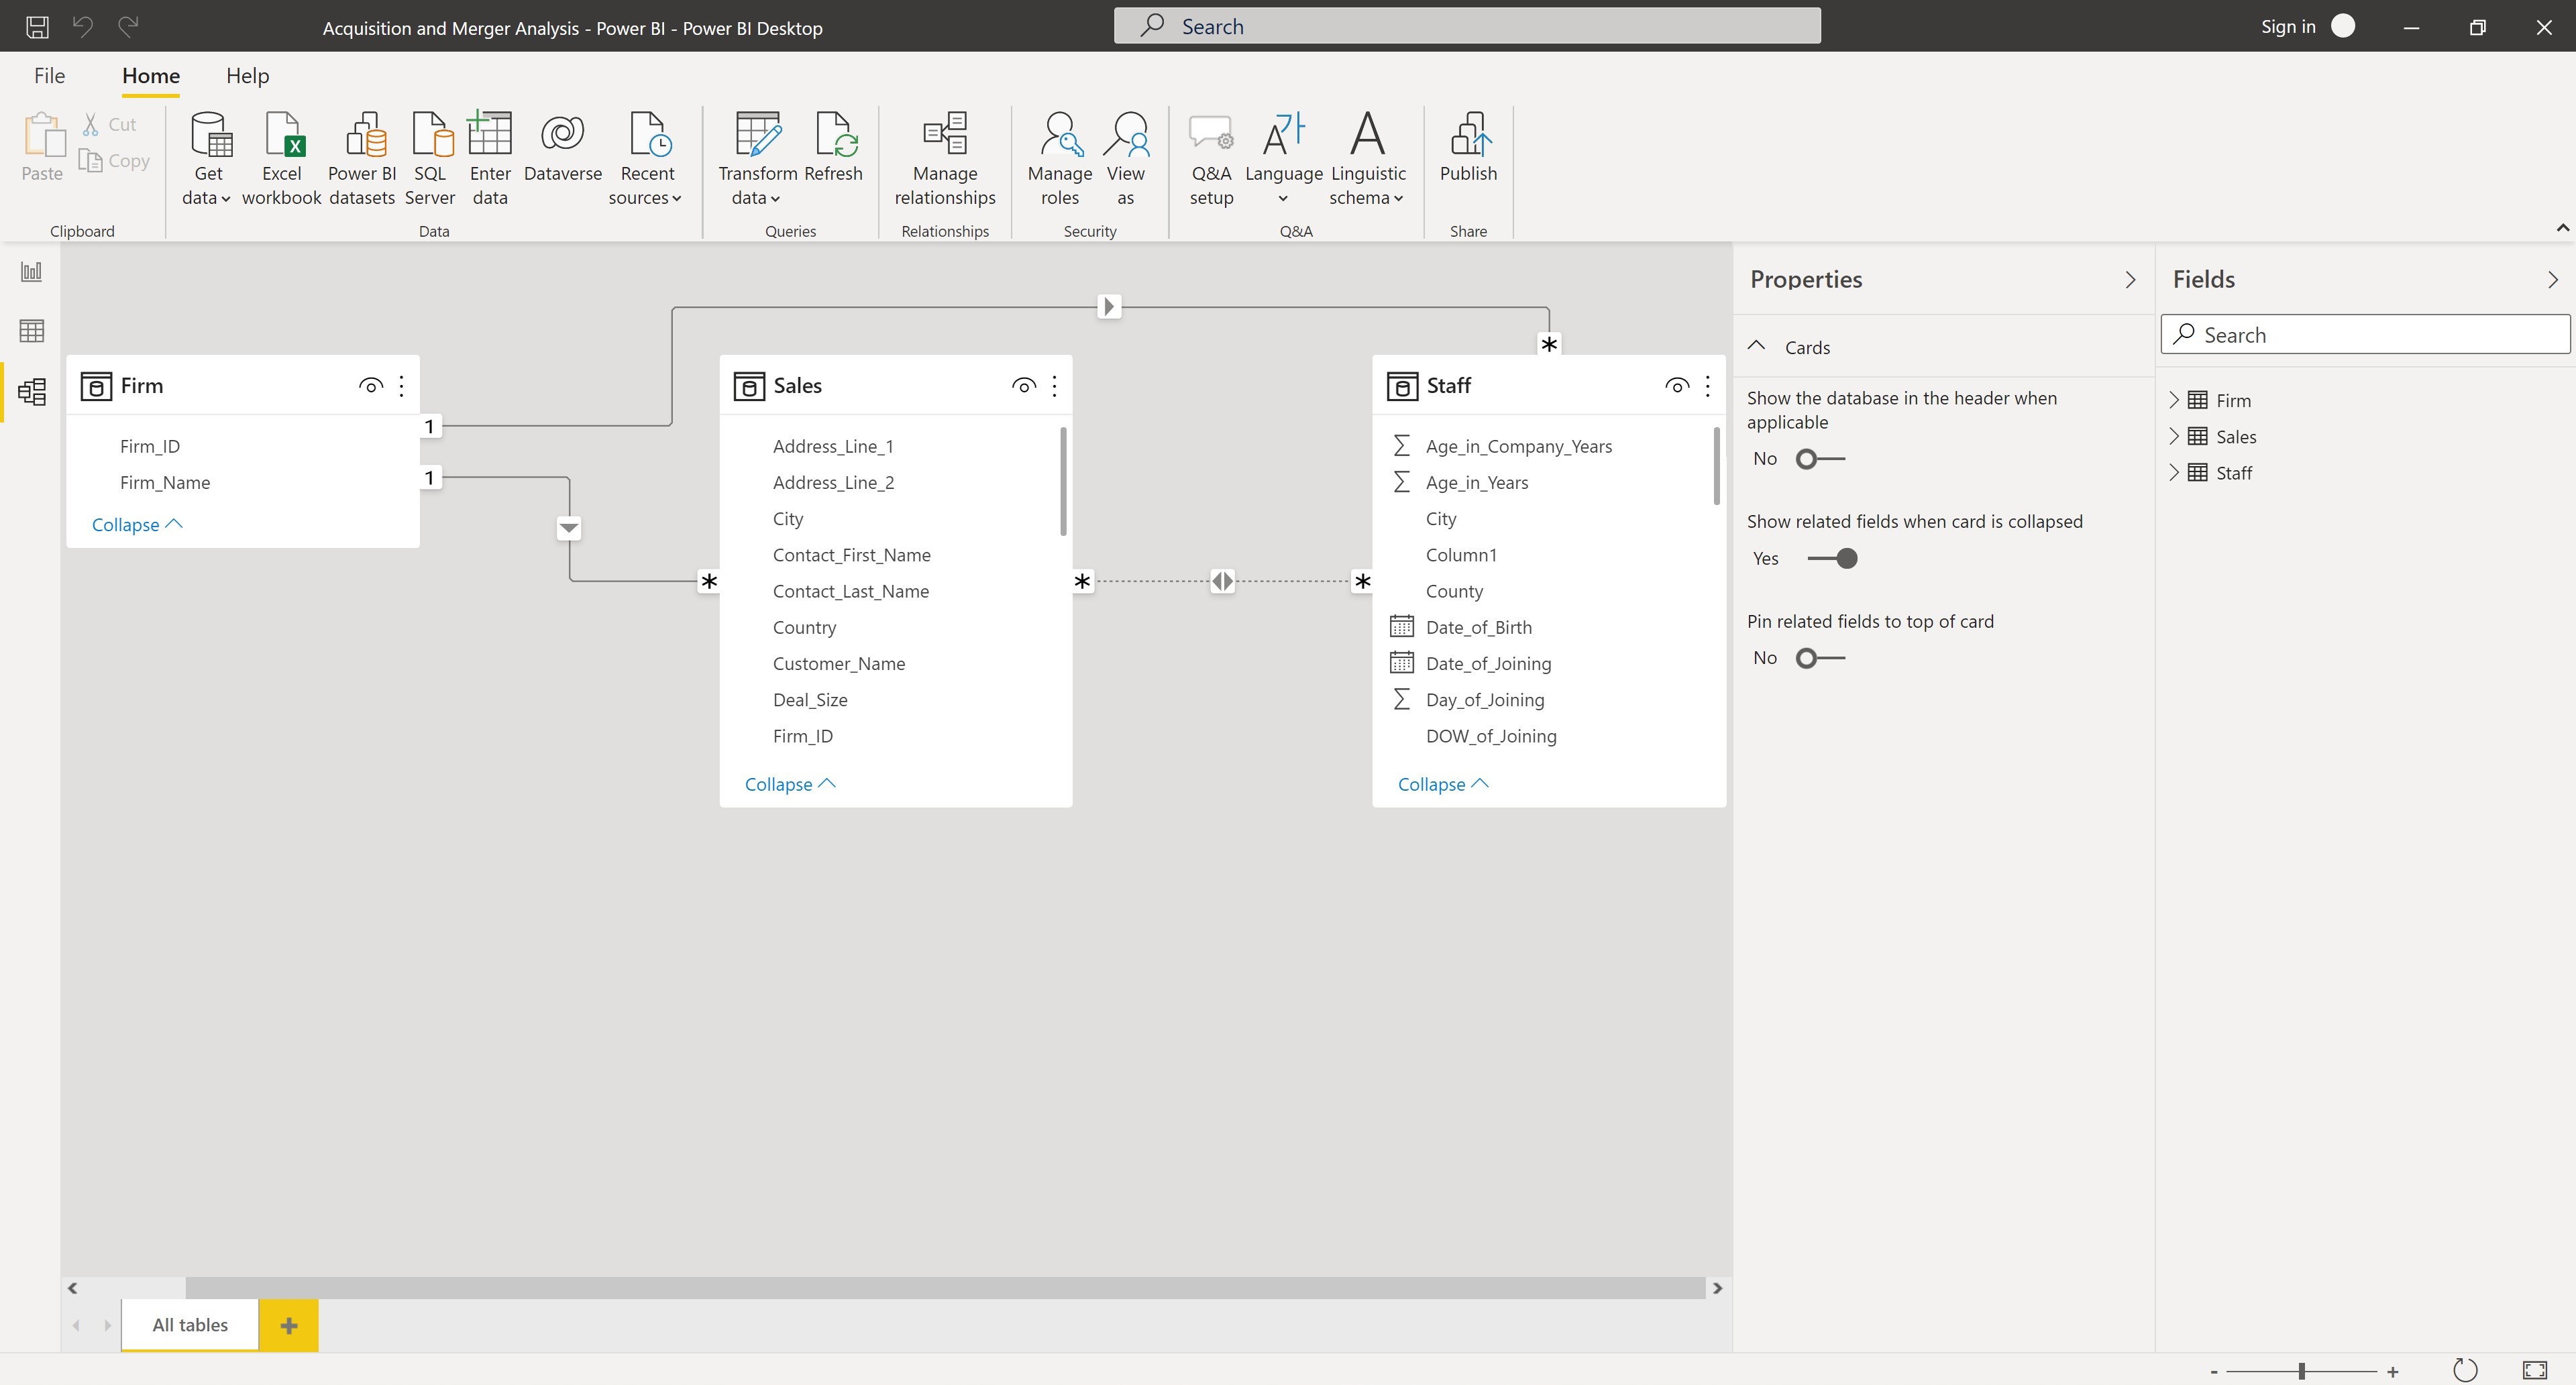 Acquisition and Merger Analysis - Power BI - Power BI Desktop
Search
Sign in
File Home Help
Paste
Cut
Copy
Clipboard
Get data
Excel workbook
Power BI datasets
SQL Server
Enter data
Dataverse
Recent sources
Data
Transform data
Refresh
Queries
Manage relationships
Relationships
Manage roles
View as
Security
Q&A setup
Language
Linguistic schema
Q&A
Publish
Share
Firm
Firm_ID
Firm_Name
Collapse
1
1
*
Sales
Address_Line_1
Address_Line_2
City
Contact_First_Name
Contact_Last_Name
Country
Customer_Name
Deal_Size
Firm_ID
Collapse
*
*
*
Staff
Σ Age_in_Company_Years
Σ Age_in_Years
City
Column1
County
Date_of_Birth
Date_of_Joining
Σ Day_of_Joining
DOW_of_Joining
Collapse
Properties
Cards
Show the database in the header when
applicable
No
Show related fields when card is collapsed
Yes
Pin related fields to top of card
No
Fields
Search
Firm
Sales
Staff
All tables
+
- +